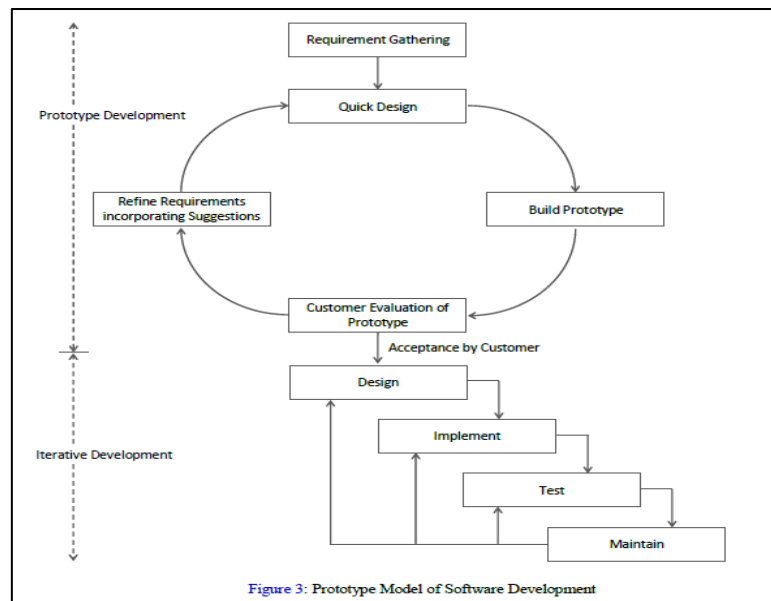 Requirement Gathering
Quick Design
Prototype Development
Refine Requirements
incorporating Suggestions
Build Prototype
Customer Evaluation of
Prototype
Acceptance by Customer
Design
Implement
Iterative Development
Test
Maintain
Figure 3: Prototype Model of Software Development